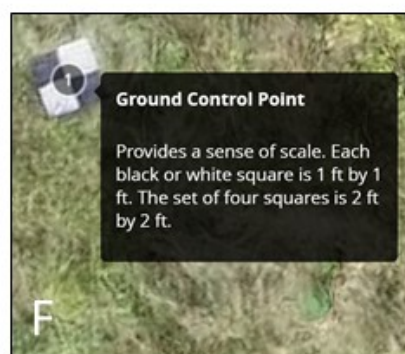 1
Ground Control Point
Provides a sense of scale. Each
black or white square is 1 ft by 1
ft. The set of four squares is 2 ft
by 2 ft.
F